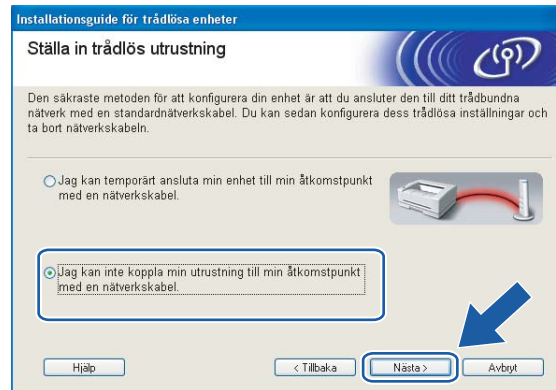 Installationsguide för trådlösa enheter
Ställa in trådlös utrustning
Den säkraste metoden för att konfigurera din enhet är att du ansluter den till ditt trådbundna
nätverk med en standardnätverkskabel. Du kan sedan konfigurera dess trådlösa inställningar och
ta bort nätverkskabeln.
Jag kan temporärt ansluta min enhet till min åtkomstpunkt
med en nätverkskabel.
Jag kan inte koppla min utrustning till min åtkomstpunkt
med en nätverkskabel.
Hjälp
< Tillbaka
Nästa >
Avbryt